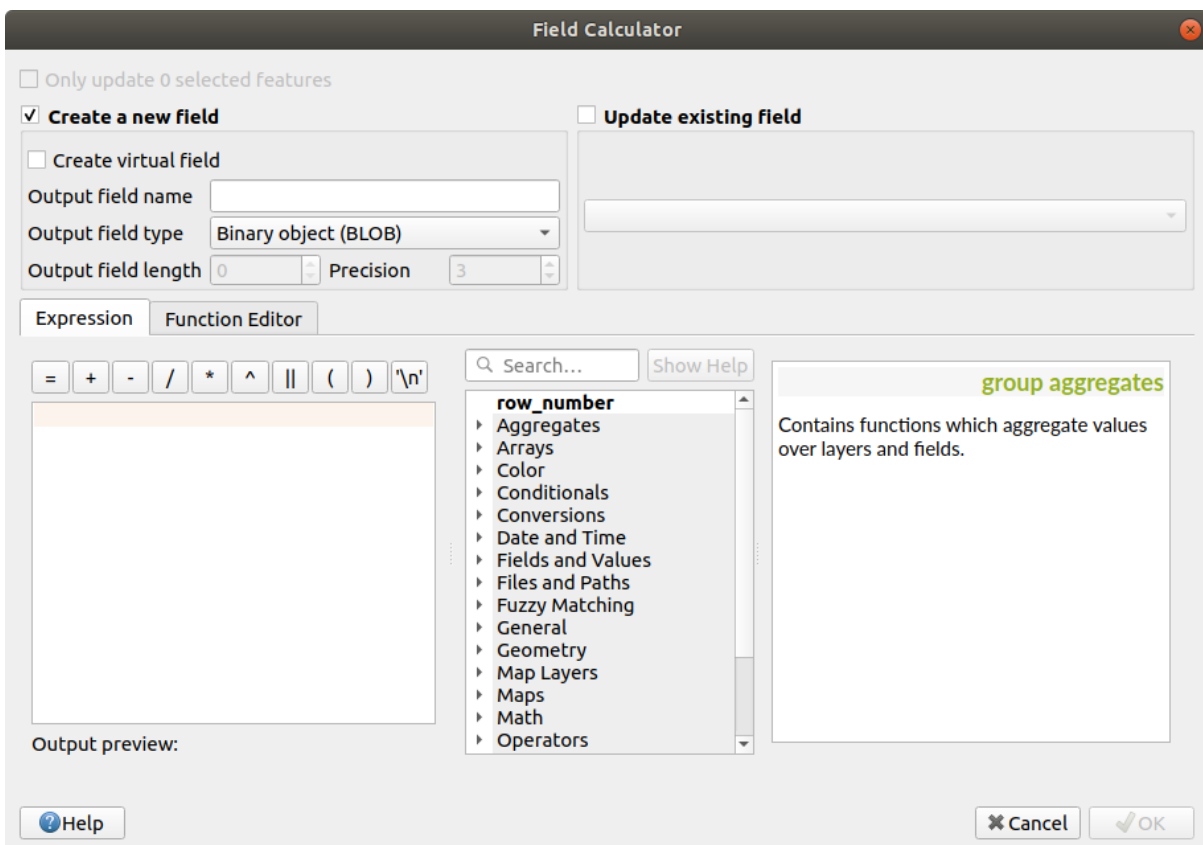 Field Calculator
Only update 0 selected features
Create a new field
Update existing field
Create virtual field
Output field name
Output field type Binary object (BLOB)
Output field length 0 Precision 3
Expression Function Editor
= + - / * ^ || ( ) '\n'
Search... Show Help
row_number
Aggregates
Arrays
Color
Conditionals
Conversions
Date and Time
Fields and Values
Files and Paths
Fuzzy Matching
General
Geometry
Map Layers
Maps
Math
Operators
group aggregates
Contains functions which aggregate values
over layers and fields.
Output preview:
Help Cancel OK